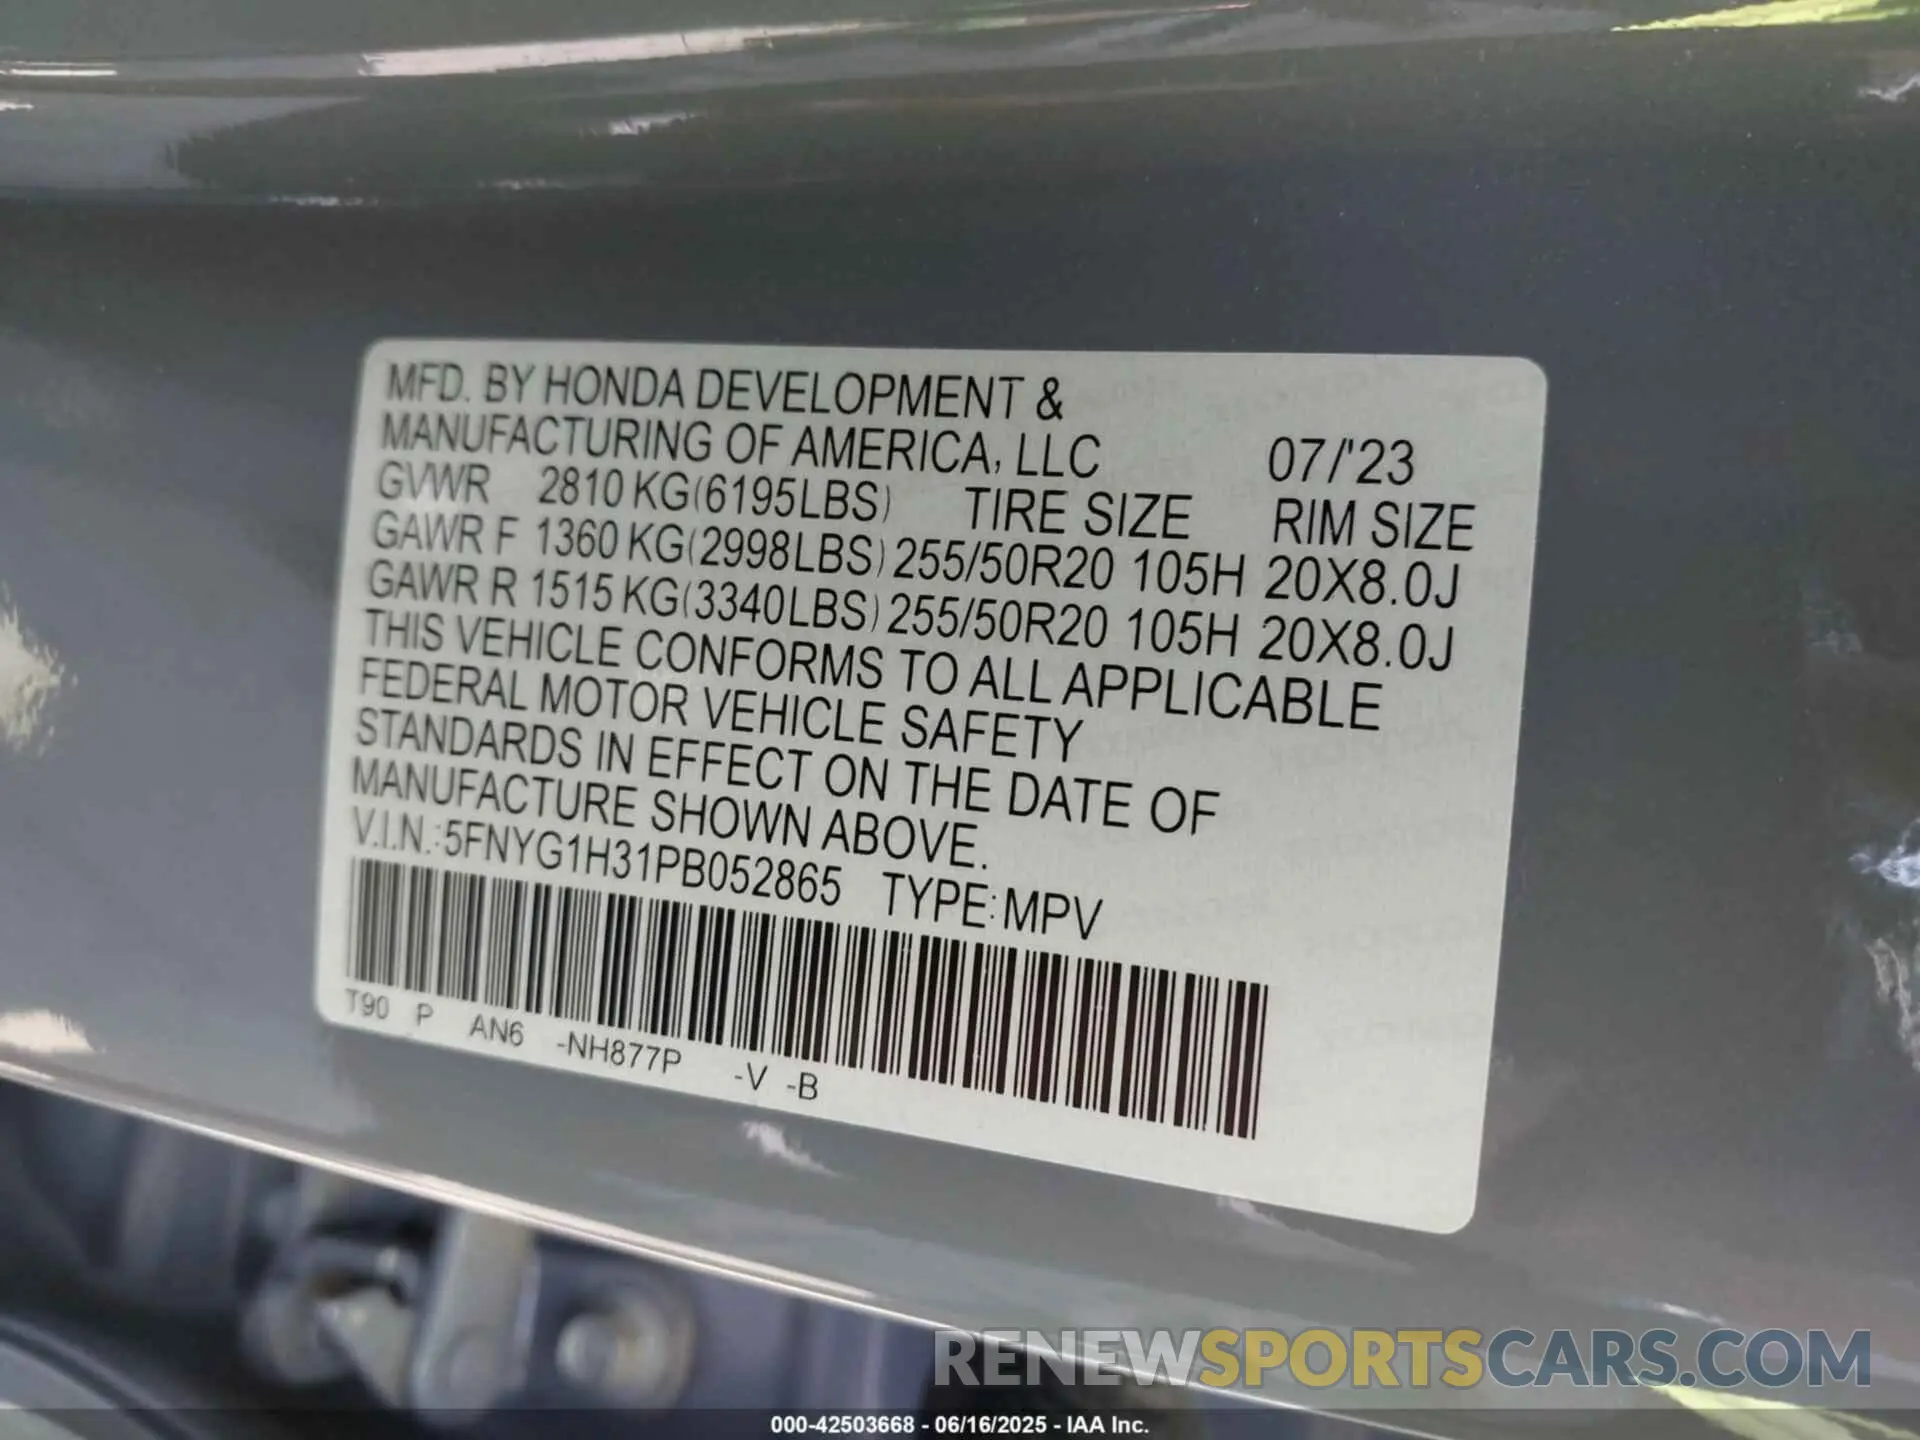 MFD. BY HONDA DEVELOPMENT &
MANUFACTURING OF AMERICA, LLC 07/'23
GVWR 2810 KG(6195LBS) TIRE SIZE RIM SIZE
GAWR F 1360 KG(2998LBS) 255/50R20 105H 20X8.0J
GAWR R 1515 KG(3340LBS) 255/50R20 105H 20X8.0J
THIS VEHICLE CONFORMS TO ALL APPLICABLE
FEDERAL MOTOR VEHICLE SAFETY
STANDARDS IN EFFECT ON THE DATE OF
MANUFACTURE SHOWN ABOVE.
V.I.N.:5FNYG1H31PB052865 TYPE:MPV
T90 P AN6 -NH877P -V -B
RENEWSPORTSCARS.COM
000-42503668 - 06/16/2025 - IAA Inc.